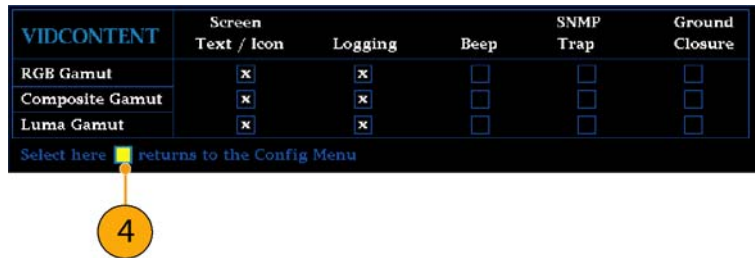 VIDCONTENT Screen Text / Icon Logging Beep SNMP Trap Ground Closure
RGB Gamut x x
Composite Gamut x x
Luma Gamut x x
Select here returns to the Config Menu
4